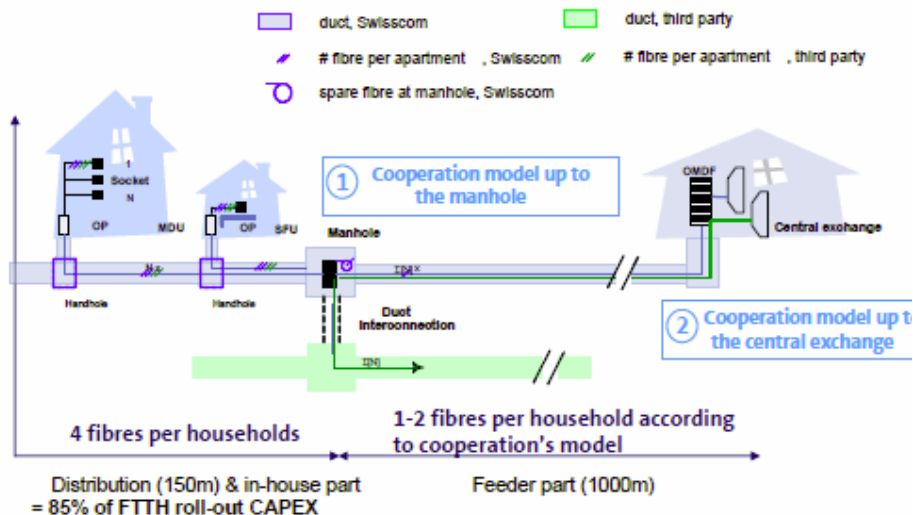 duct, Swisscom
duct, third party
# fibre per apartment , Swisscom
# fibre per apartment , third party
spare fibre at manhole, Swisscom
1
Socket
N
OP
MDU
OP
SFU
1 Cooperation model up to
the manhole
Manhole
OMDF
Central exchange
Handhole
Handhole
Duct
Interconnection
2 Cooperation model up to
the central exchange
4 fibres per households
1-2 fibres per household according
to cooperation's model
Distribution (150m) & in-house part
= 85% of FTTH roll-out CAPEX
Feeder part (1000m)